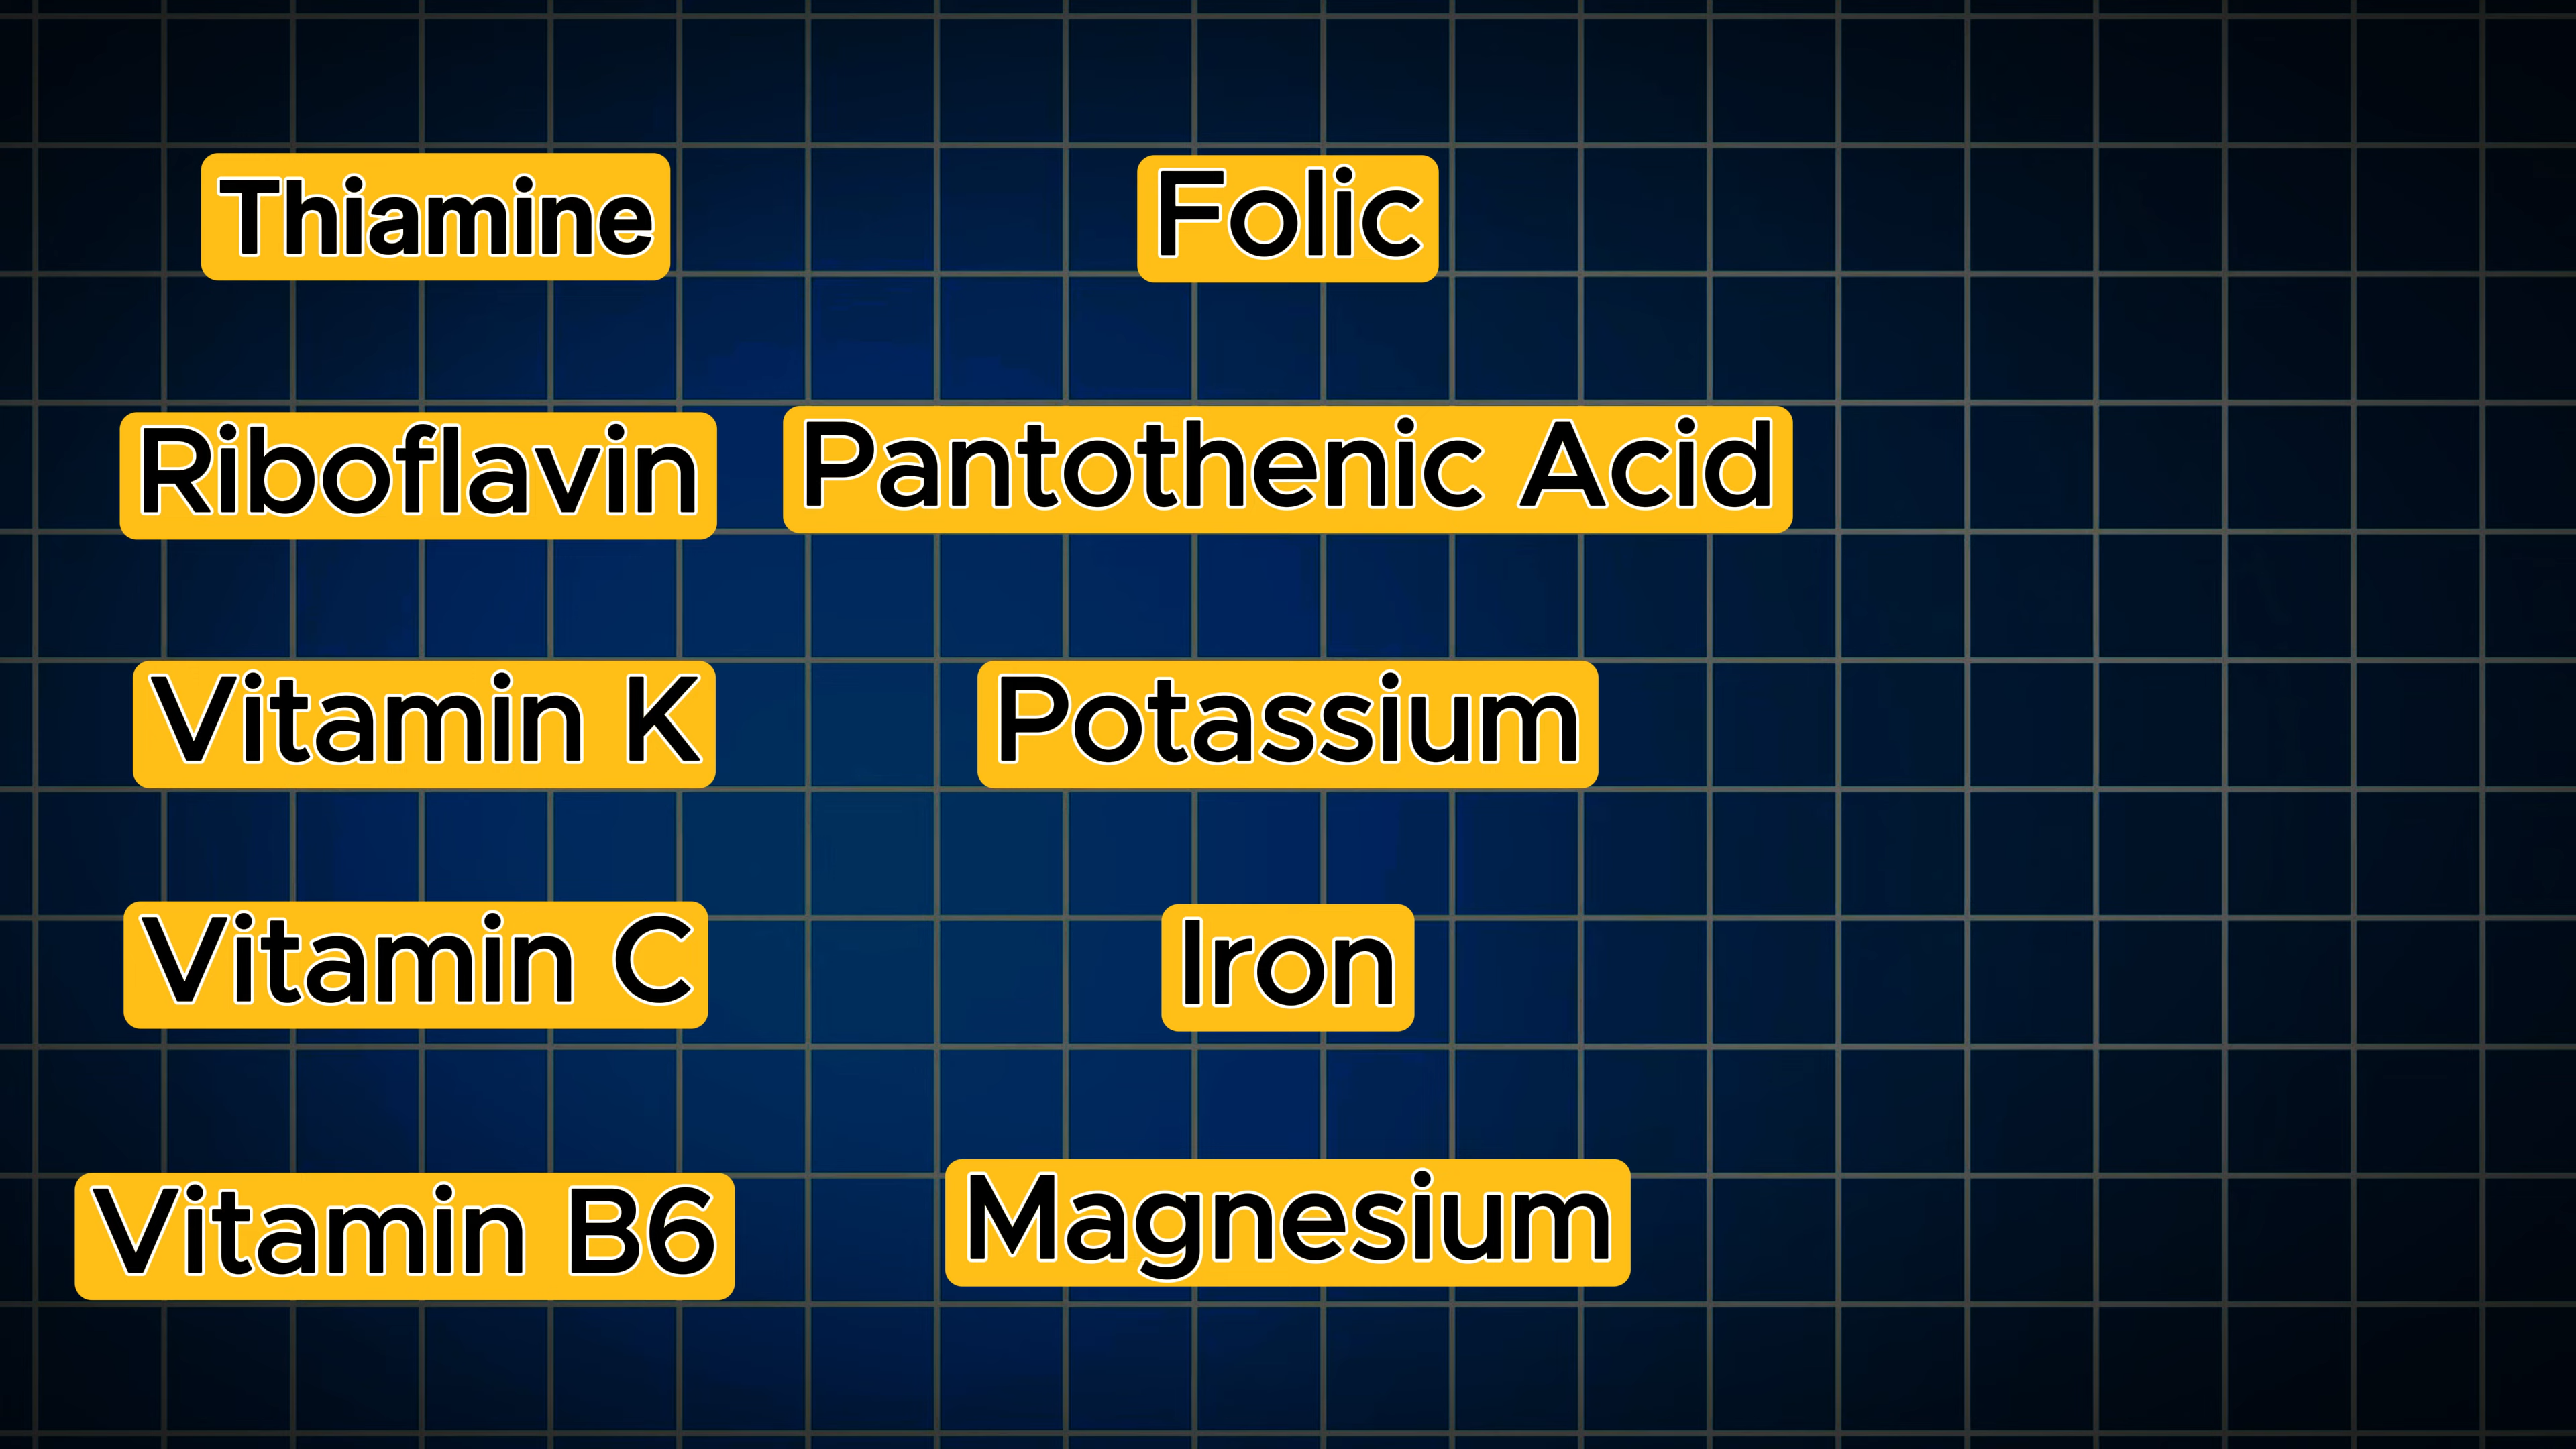 Thiamine
Riboflavin
Vitamin K
Vitamin C
Vitamin B6
Folic
Pantothenic Acid
Potassium
Iron
Magnesium